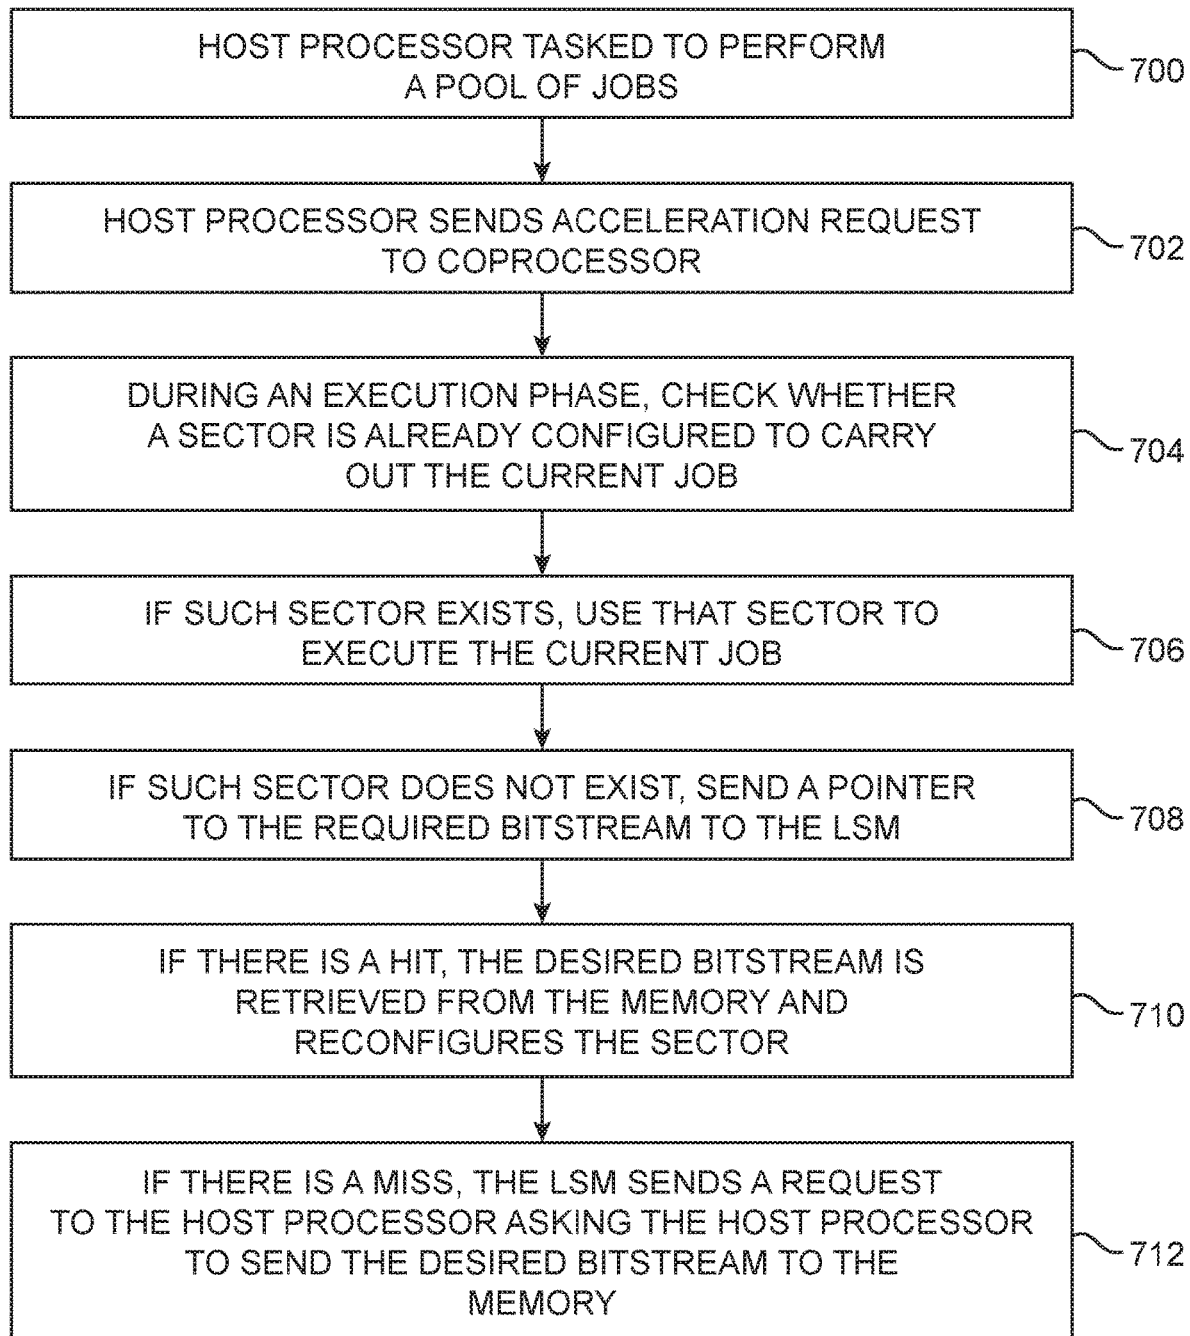 HOST PROCESSOR TASKED TO PERFORM
A POOL OF JOBS
700
HOST PROCESSOR SENDS ACCELERATION REQUEST
TO COPROCESSOR
702
DURING AN EXECUTION PHASE, CHECK WHETHER
A SECTOR IS ALREADY CONFIGURED TO CARRY
OUT THE CURRENT JOB
704
IF SUCH SECTOR EXISTS, USE THAT SECTOR TO
EXECUTE THE CURRENT JOB
706
IF SUCH SECTOR DOES NOT EXIST, SEND A POINTER
TO THE REQUIRED BITSTREAM TO THE LSM
708
IF THERE IS A HIT, THE DESIRED BITSTREAM IS
RETRIEVED FROM THE MEMORY AND
RECONFIGURES THE SECTOR
710
IF THERE IS A MISS, THE LSM SENDS A REQUEST
TO THE HOST PROCESSOR ASKING THE HOST PROCESSOR
TO SEND THE DESIRED BITSTREAM TO THE
MEMORY
712